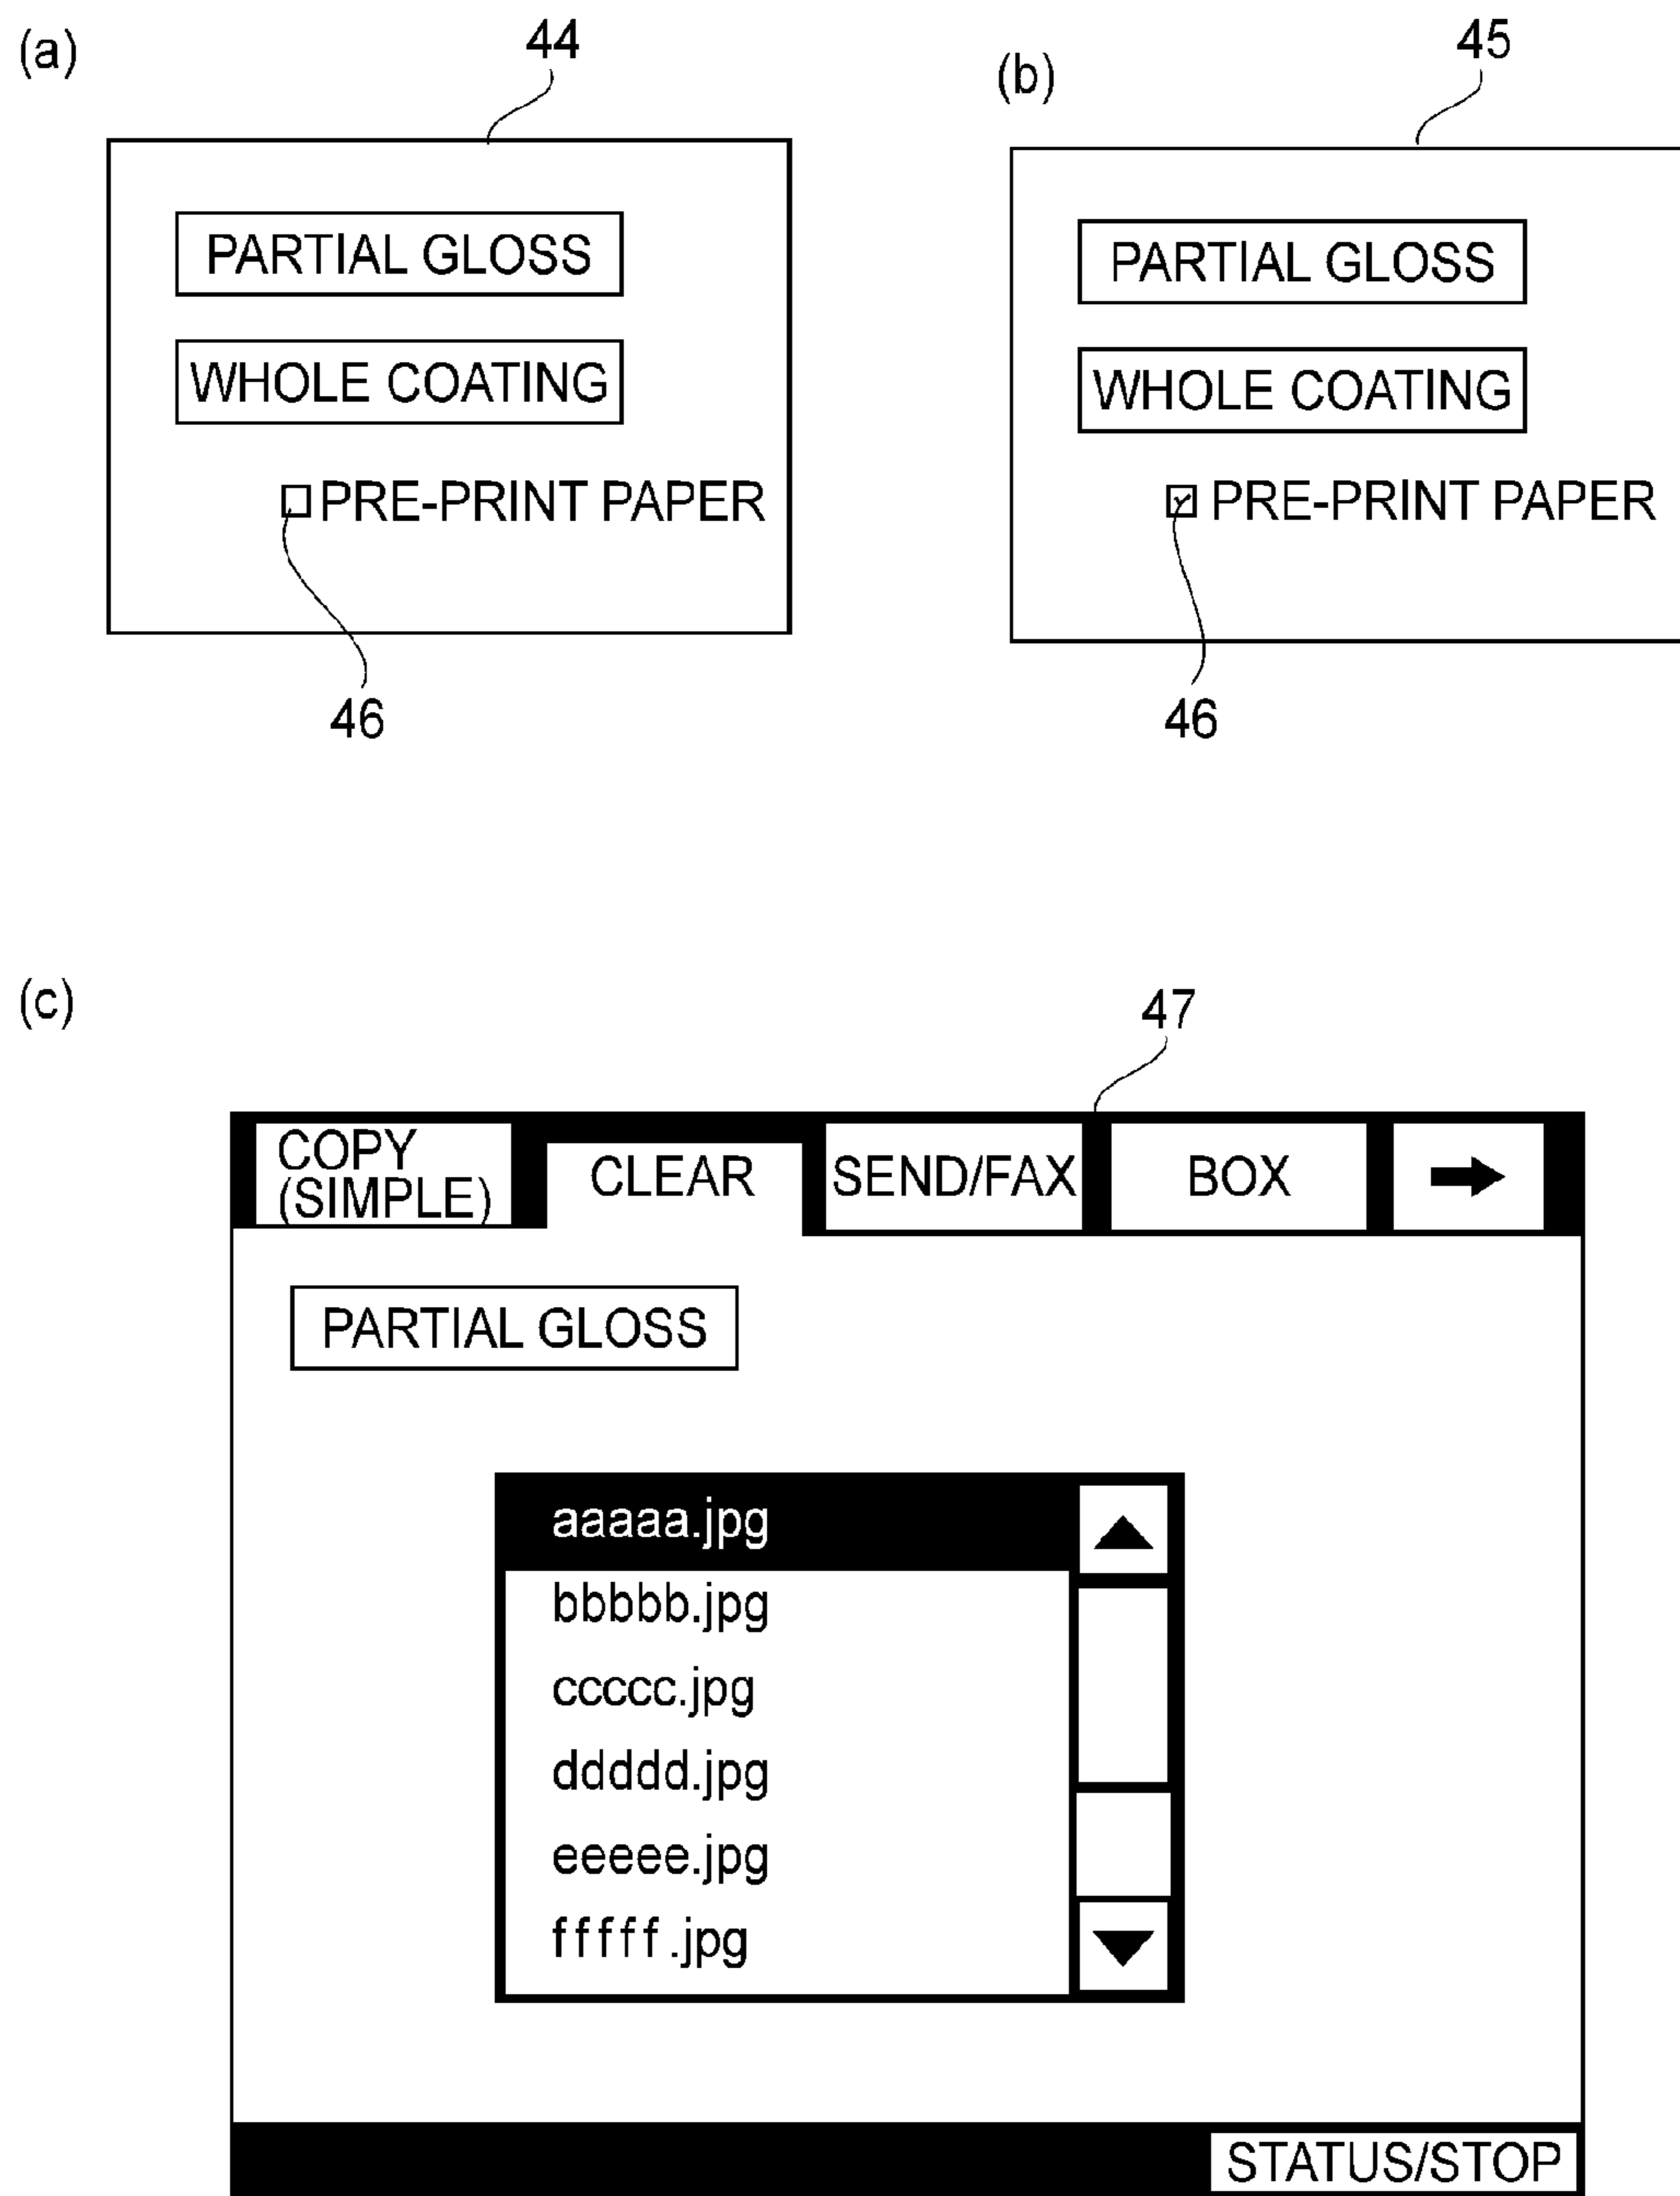 (a)
44
PARTIAL GLOSS
WHOLE COATING
PRE-PRINT PAPER
46
(b)
45
PARTIAL GLOSS
WHOLE COATING
PRE-PRINT PAPER
46
(c)
47
COPY
(SIMPLE)
CLEAR
SEND/FAX
BOX
PARTIAL GLOSS
aaaaa.jpg
bbbbb.jpg
ccccc.jpg
ddddd.jpg
eeeee.jpg
fffff.jpg
STATUS/STOP